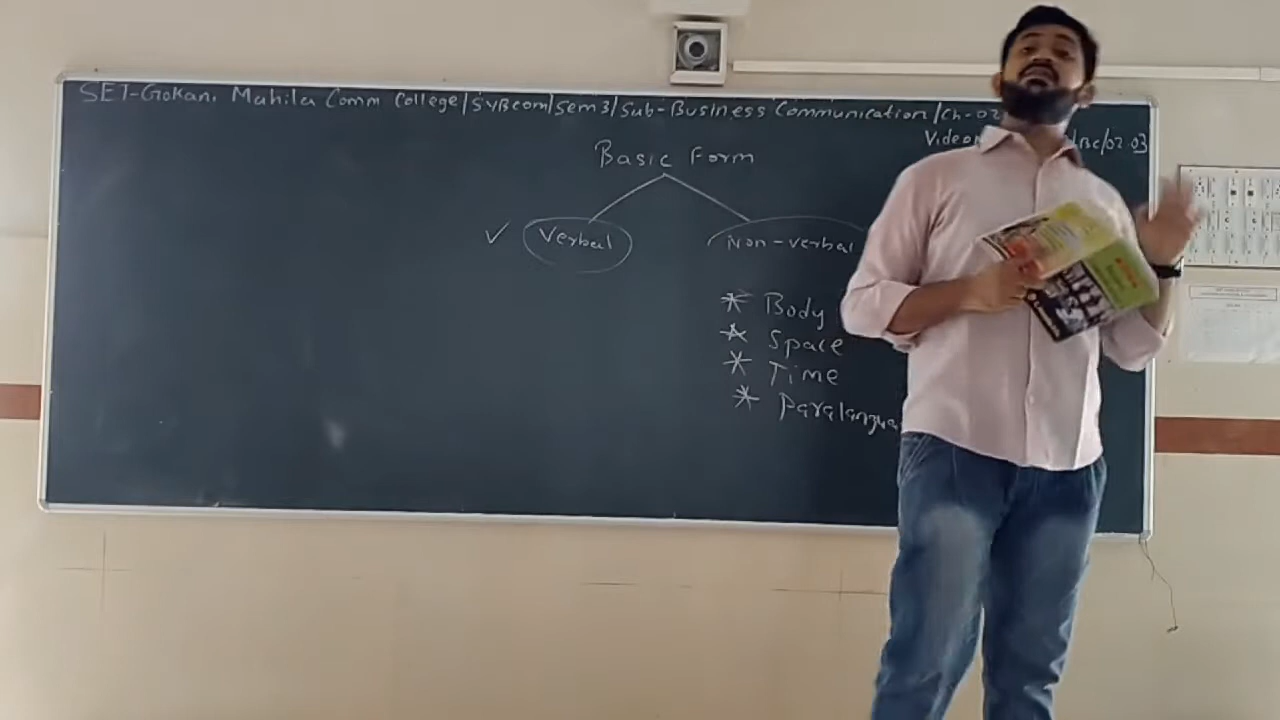 SET-Gokani Mahila Comm College/SYBCom/Sem 3/Sub-Business Communication/Ch-02
Video /BC/02.03
Basic Form
✓ Verbal Non-verbal
* Body
* Space
* Time
* Paralangua